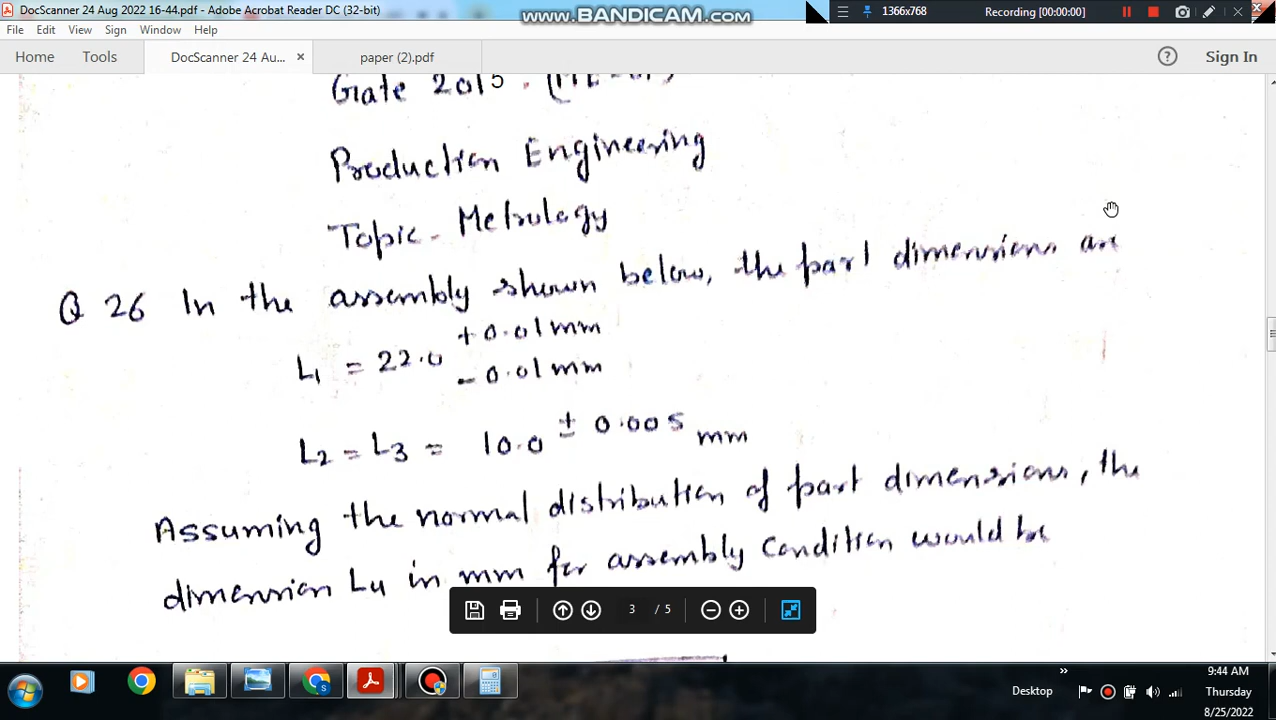 DocScanner 24 Aug 2022 16-44.pdf - Adobe Acrobat Reader DC (32-bit)
www.BANDICAM.com
1366x768
Recording [00:00:00]
File Edit View Sign Window Help
Home Tools DocScanner 24 Au... × paper (2).pdf
Sign In
Gate 2015.
Production Engineering
Topic - Metrology
Q 26 In the assembly shown below, the part dimensions are
L1 = 22.0 +0.01mm
-0.01mm
L2 = L3 = 10.0 ± 0.005 mm
Assuming the normal distribution of part dimensions, the
dimension L4 in mm for assembly condition would be
3 / 5
9:44 AM
Desktop
Thursday
8/25/2022